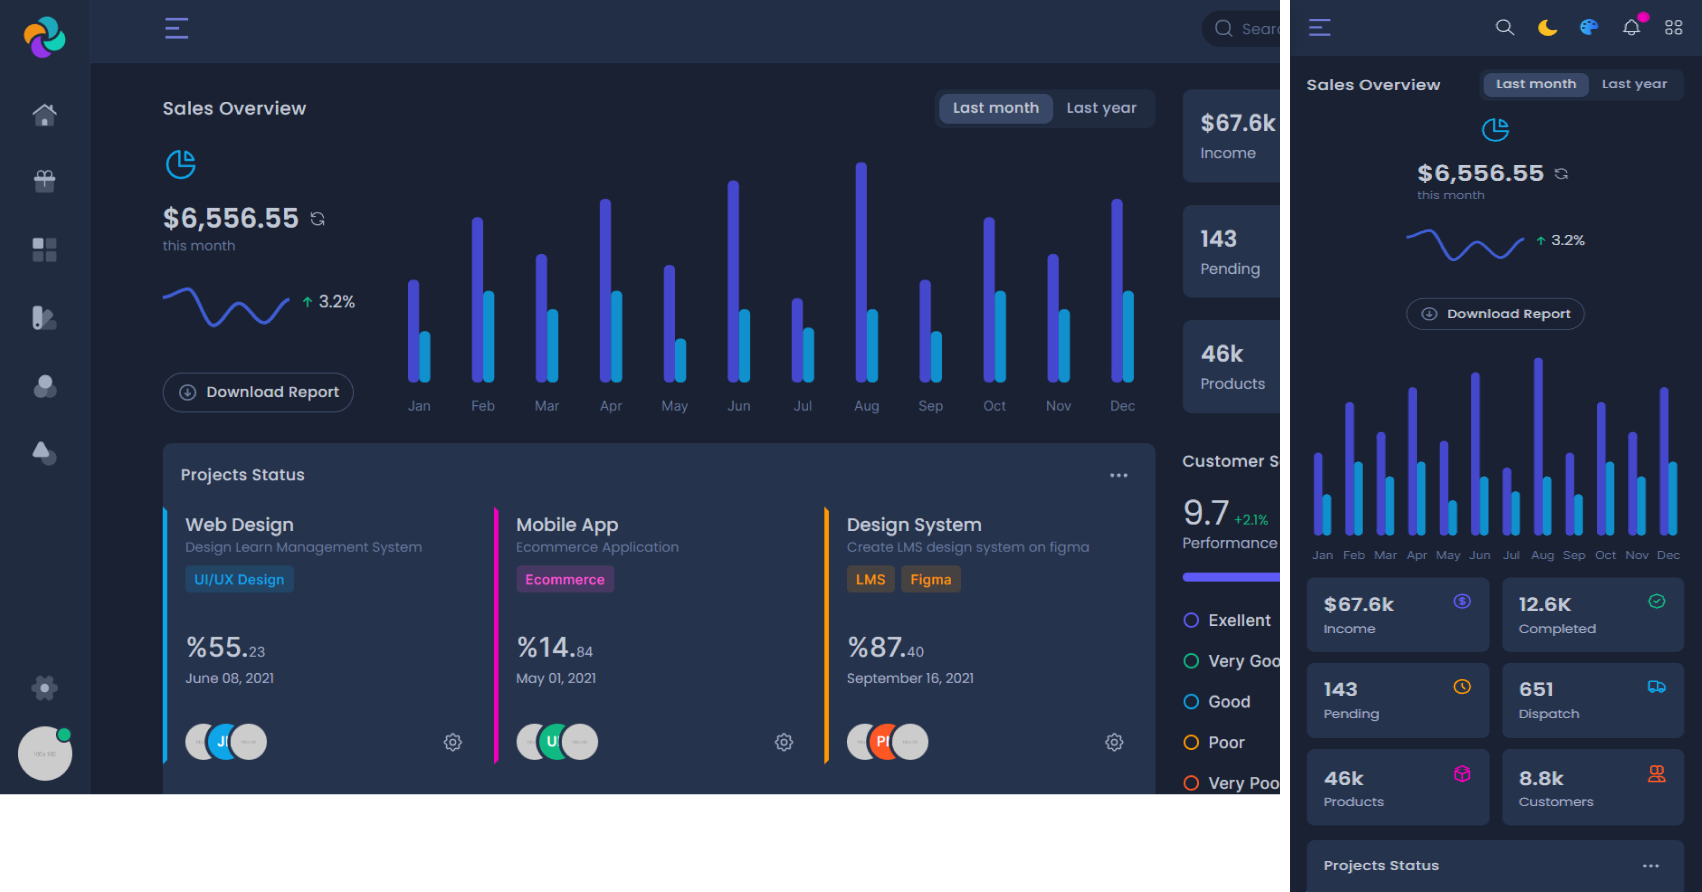 Sear
Sales Overview
Last month
Last year
$6,556.55
this month
3.2%
Download Report
Jan Feb Mar Apr May Jun Jul Aug Sep Oct Nov Dec
$67.6k
Income
143
Pending
46k
Products
Projects Status
Web Design
Design Learn Management System
UI/UX Design
%55.23
June 08, 2021
Mobile App
Ecommerce Application
Ecommerce
%14.84
May 01, 2021
Design System
Create LMS design system on figma
LMS Figma
%87.40
September 16, 2021
Customer S
9.7 +2.1%
Performance
Exellent
Very Goo
Good
Poor
Very Poo
Sales Overview
Last month
Last year
$6,556.55
this month
3.2%
Download Report
Jan Feb Mar Apr May Jun Jul Aug Sep Oct Nov Dec
$67.6k
Income
12.6K
Completed
143
Pending
651
Dispatch
46k
Products
8.8k
Customers
Projects Status